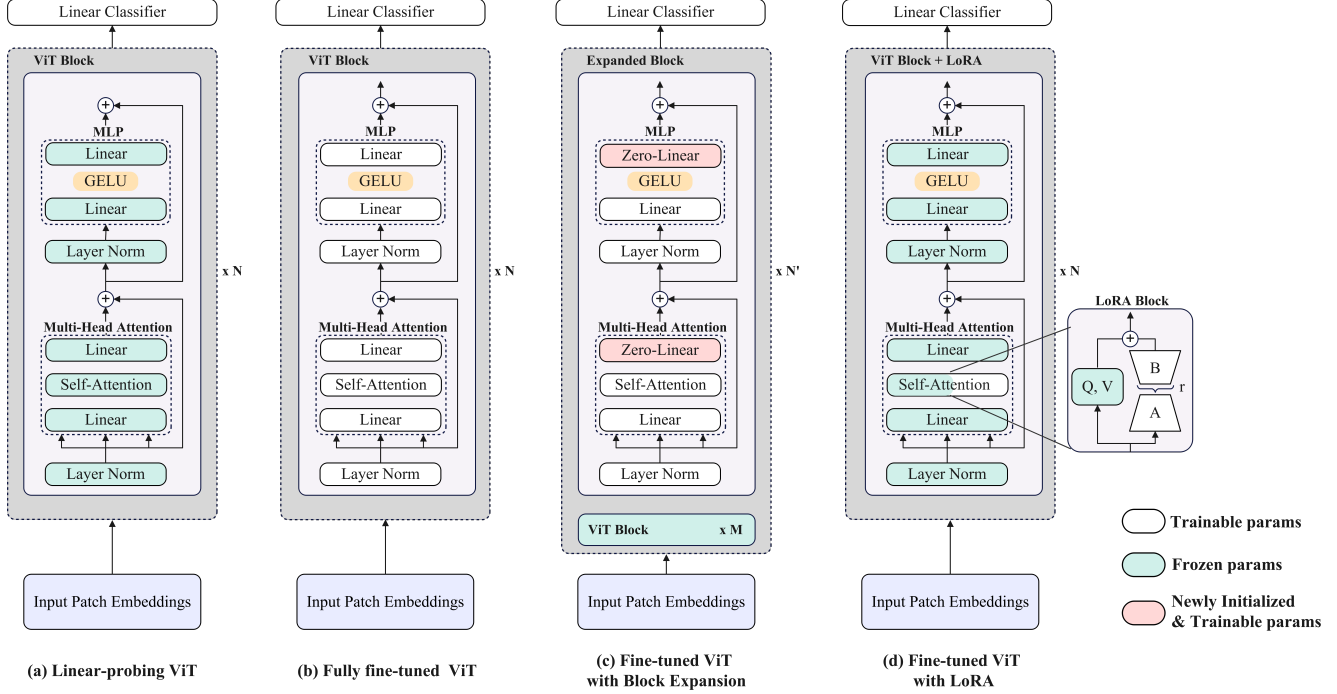 Linear Classifier
ViT Block
+
MLP
Linear
GELU
Linear
Layer Norm
x N
+
Multi-Head Attention
Linear
Self-Attention
Linear
Layer Norm
Input Patch Embeddings
(a) Linear-probing ViT
Linear Classifier
ViT Block
+
MLP
Linear
GELU
Linear
Layer Norm
x N
+
Multi-Head Attention
Linear
Self-Attention
Linear
Layer Norm
Input Patch Embeddings
(b) Fully fine-tuned ViT
Linear Classifier
Expanded Block
+
MLP
Zero-Linear
GELU
Linear
Layer Norm
x N'
+
Multi-Head Attention
Zero-Linear
Self-Attention
Linear
Layer Norm
ViT Block x M
Input Patch Embeddings
(c) Fine-tuned ViT
with Block Expansion
Linear Classifier
ViT Block + LoRA
+
MLP
Linear
GELU
Linear
Layer Norm
x N
+
Multi-Head Attention
Linear
Self-Attention
Linear
Layer Norm
Input Patch Embeddings
(d) Fine-tuned ViT
with LoRA
LoRA Block
+
B
Q, V
r
A
Trainable params
Frozen params
Newly Initialized
& Trainable params